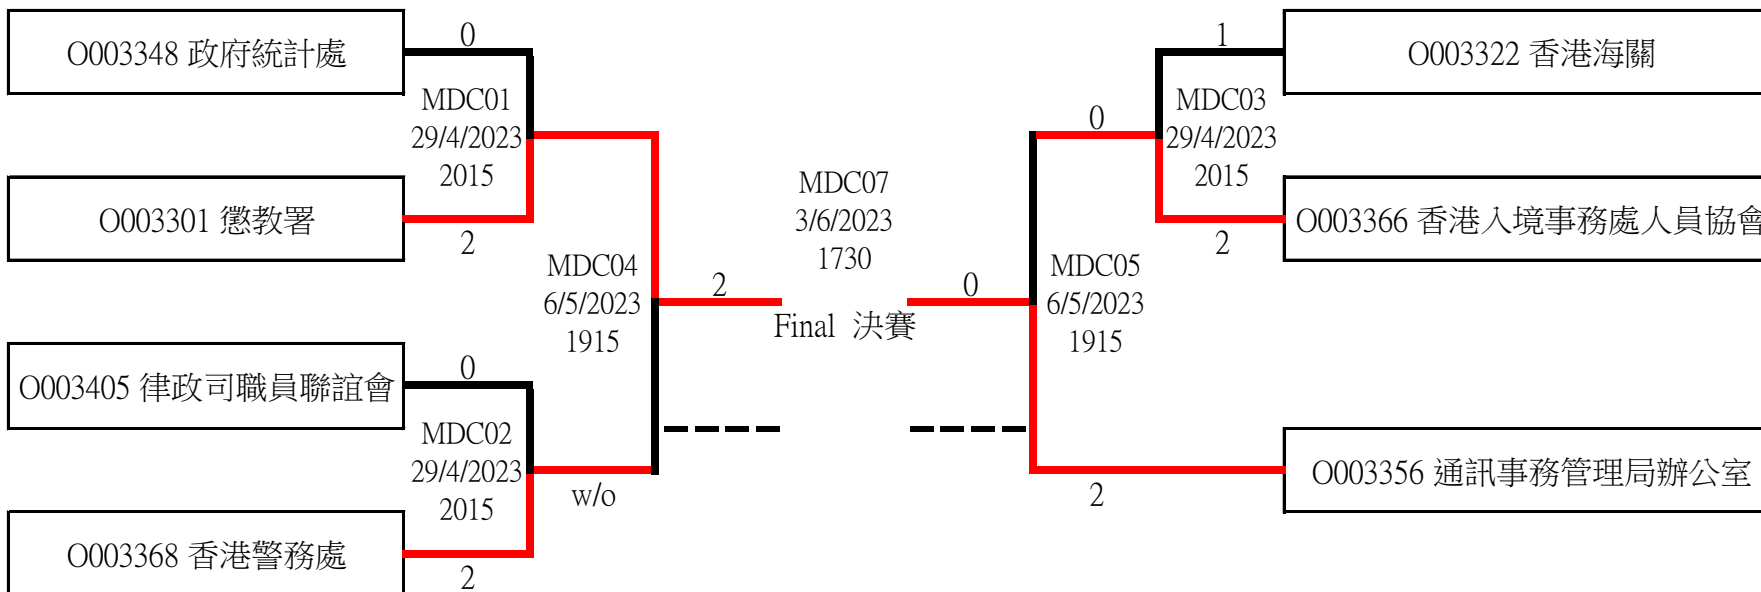 O003348 政府統計處
0
MDC01
29/4/2023
2015
O003301 懲教署
2
MDC04
6/5/2023
1915
O003405 律政司職員聯誼會
0
MDC02
29/4/2023
2015
w/o
O003368 香港警務處
2
2
MDC07
3/6/2023
1730
Final 決賽
0
1
O003322 香港海關
MDC03
29/4/2023
2015
0
O003366 香港入境事務處人員協會
2
MDC05
6/5/2023
1915
O003356 通訊事務管理局辦公室
2